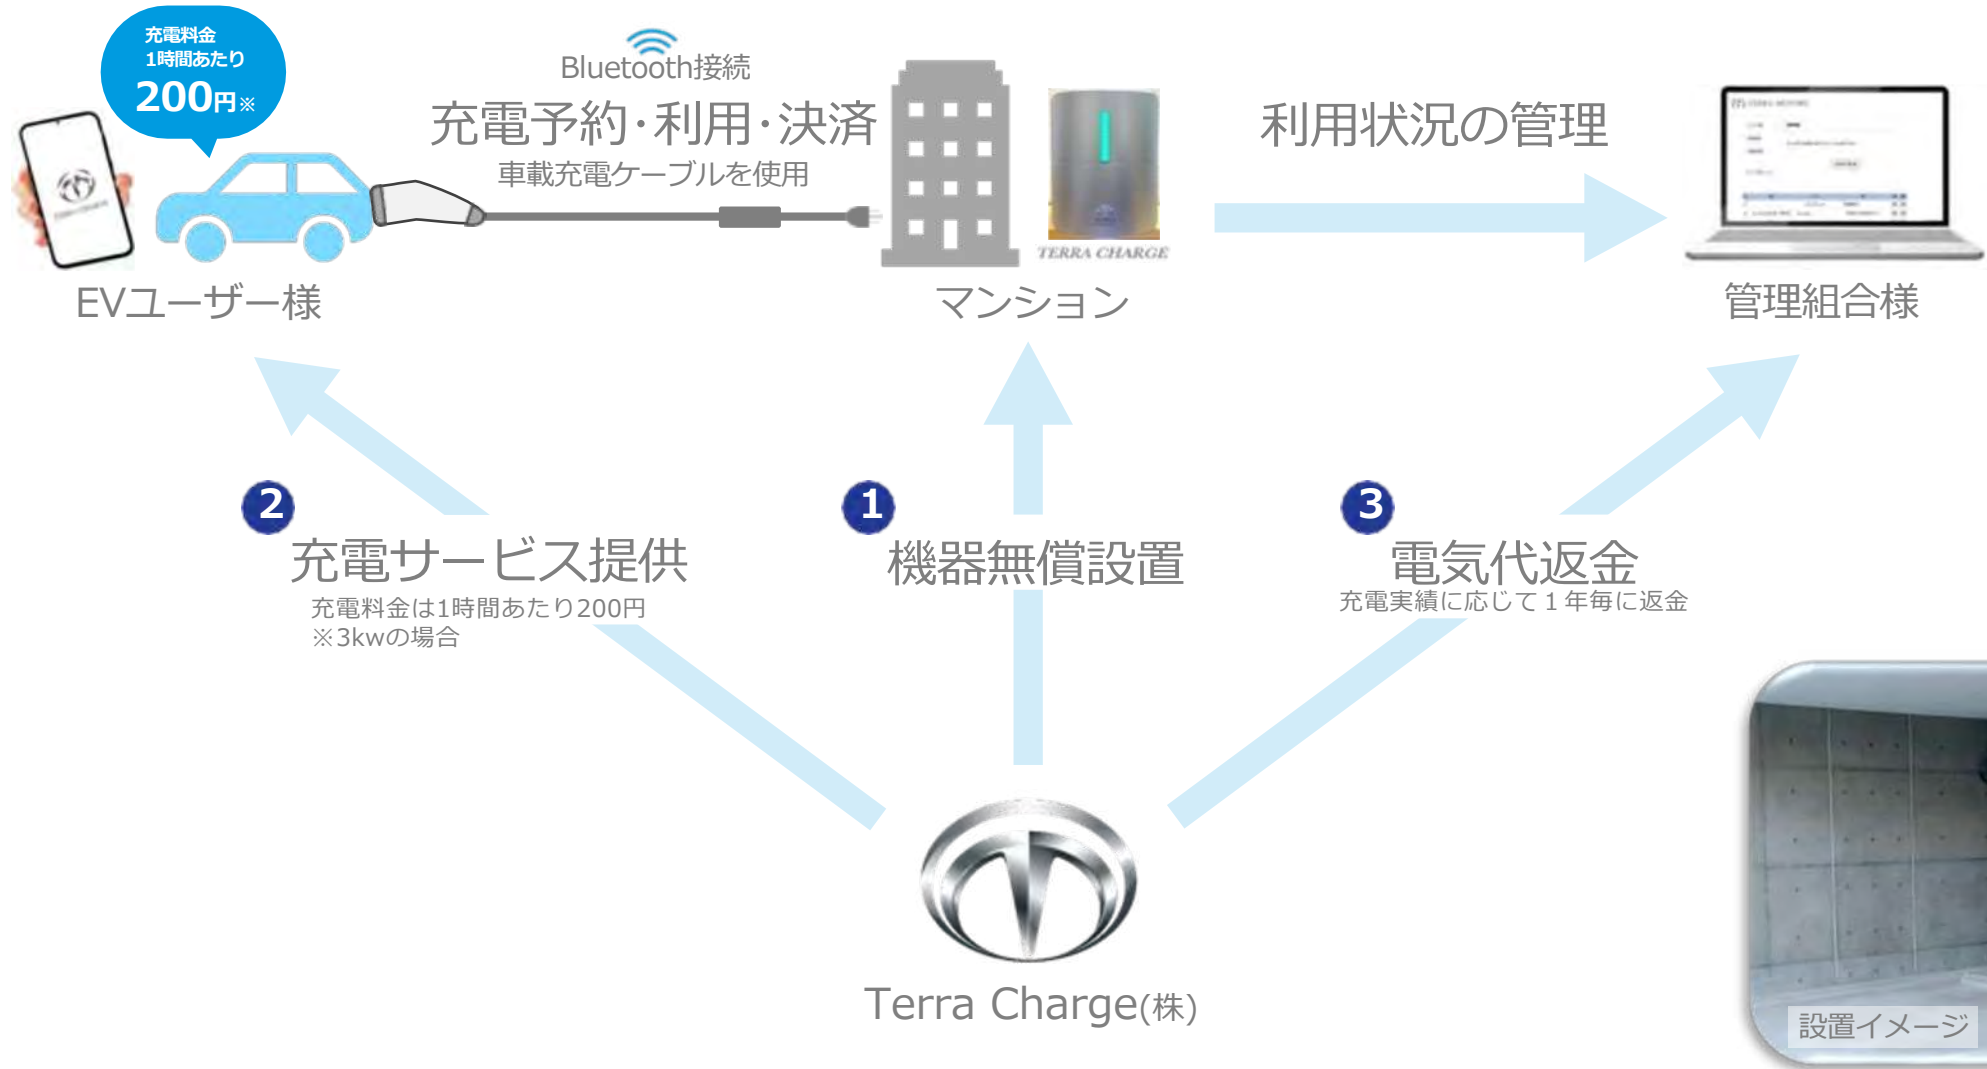 充電料金
1時間あたり
200円※
Bluetooth接続
充電予約・利用・決済
車載充電ケーブルを使用
利用状況の管理
TERRA CHARGE
EVユーザー様
マンション
管理組合様
2
充電サービス提供
充電料金は1時間あたり200円
※3kwの場合
1
機器無償設置
3
電気代返金
充電実績に応じて１年毎に返金
Terra Charge(株)
設置イメージ